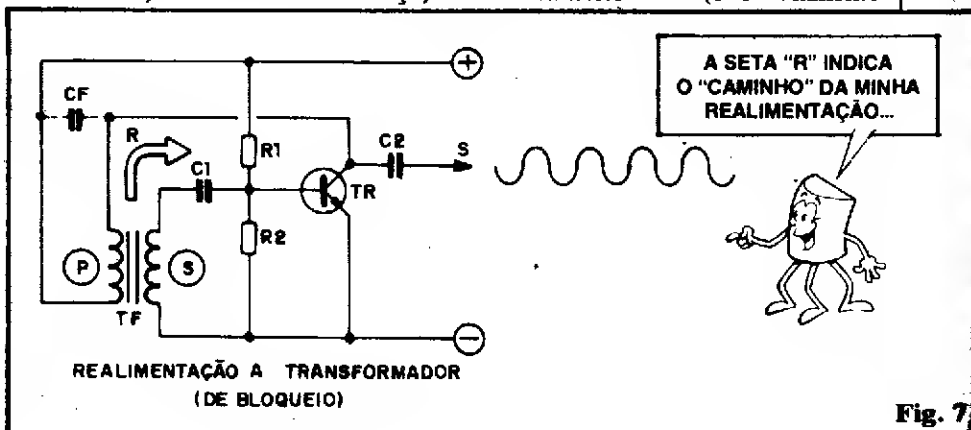 CF
R
C1
R1
R2
C2
S
TR
P
S
TF
+
−
REALIMENTAÇÃO A TRANSFORMADOR
(DE BLOQUEIO)
A SETA "R" INDICA
O "CAMINHO" DA MINHA
REALIMENTAÇÃO...
Fig. 7